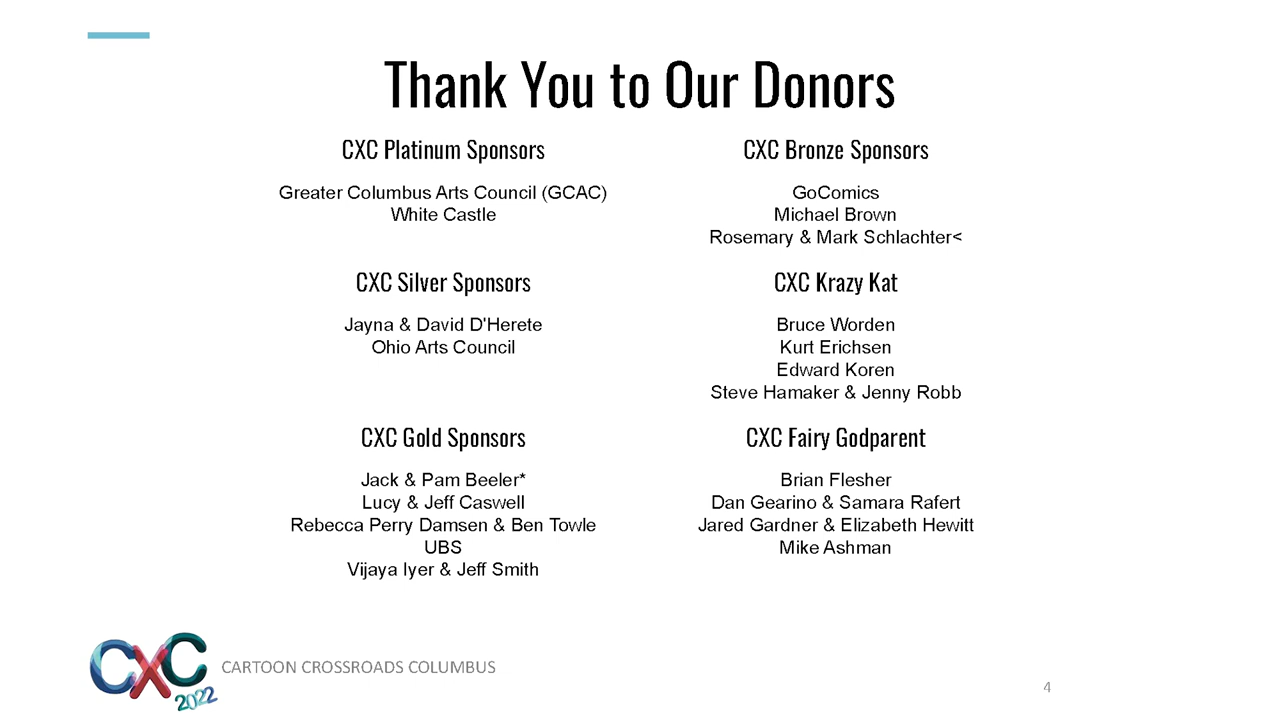 Thank You to Our Donors
CXC Platinum Sponsors
Greater Columbus Arts Council (GCAC)
White Castle
CXC Silver Sponsors
Jayna & David D'Herete
Ohio Arts Council
CXC Gold Sponsors
Jack & Pam Beeler*
Lucy & Jeff Caswell
Rebecca Perry Damsen & Ben Towle
UBS
Vijaya Iyer & Jeff Smith
CXC Bronze Sponsors
GoComics
Michael Brown
Rosemary & Mark Schlachter<
CXC Krazy Kat
Bruce Worden
Kurt Erichsen
Edward Koren
Steve Hamaker & Jenny Robb
CXC Fairy Godparent
Brian Flesher
Dan Gearino & Samara Rafert
Jared Gardner & Elizabeth Hewitt
Mike Ashman
CXC
2022
CARTOON CROSSROADS COLUMBUS
4